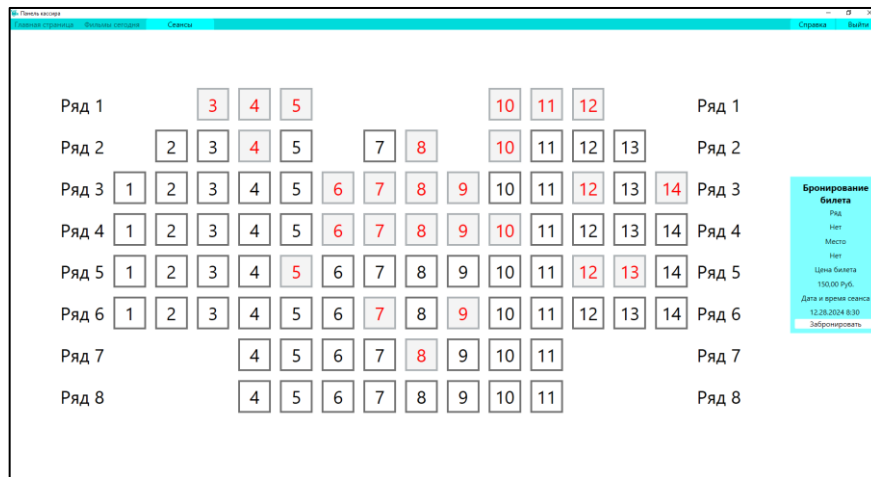 Панель кассира
Главная страница Фильмы сегодня Сеансы Справка Выйти
Ряд 1 3 4 5 10 11 12 Ряд 1
Ряд 2 2 3 4 5 7 8 10 11 12 13 Ряд 2
Ряд 3 1 2 3 4 5 6 7 8 9 10 11 12 13 14 Ряд 3
Ряд 4 1 2 3 4 5 6 7 8 9 10 11 12 13 14 Ряд 4
Ряд 5 1 2 3 4 5 6 7 8 9 10 11 12 13 14 Ряд 5
Ряд 6 1 2 3 4 5 6 7 8 9 10 11 12 13 14 Ряд 6
Ряд 7 4 5 6 7 8 9 10 11 Ряд 7
Ряд 8 4 5 6 7 8 9 10 11 Ряд 8
Бронирование
билета
Ряд
Нет
Место
Нет
Цена билета
150,00 Руб.
Дата и время сеанса
12.28.2024 8:30
Забронировать